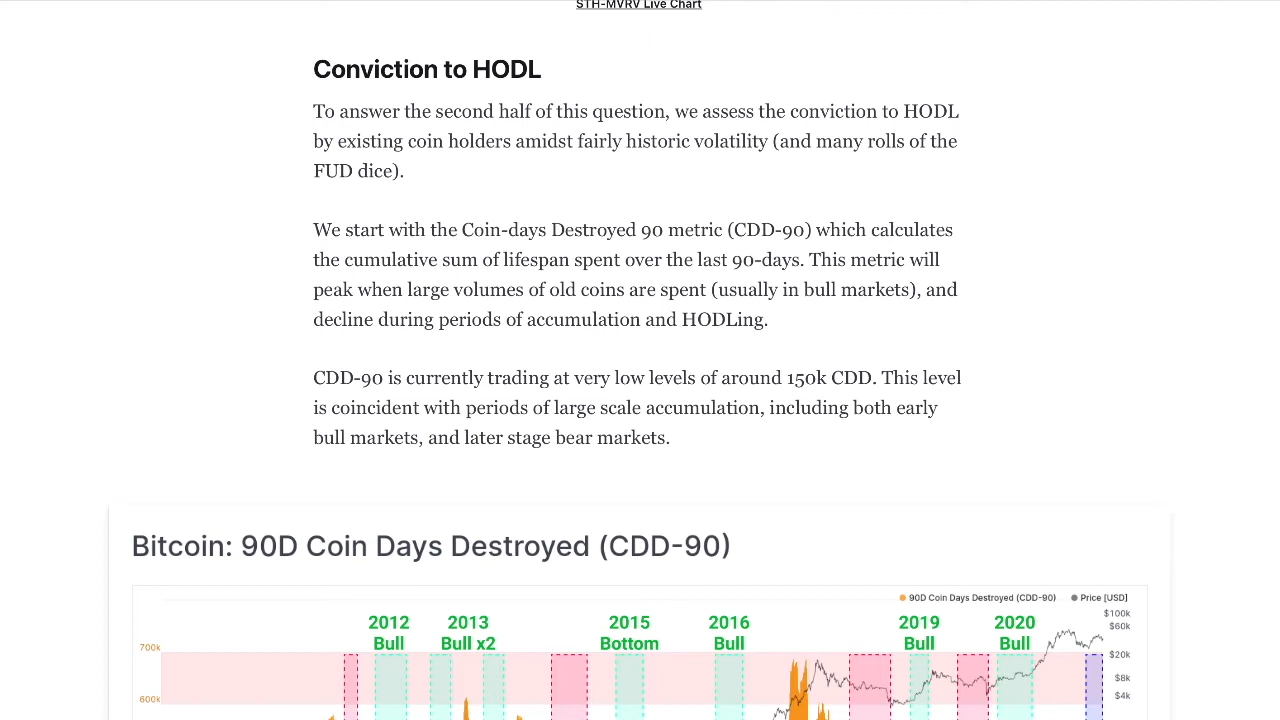 STH-MVRV Live Chart
Conviction to HODL
To answer the second half of this question, we assess the conviction to HODL
by existing coin holders amidst fairly historic volatility (and many rolls of the
FUD dice).
We start with the Coin-days Destroyed 90 metric (CDD-90) which calculates
the cumulative sum of lifespan spent over the last 90-days. This metric will
peak when large volumes of old coins are spent (usually in bull markets), and
decline during periods of accumulation and HODLing.
CDD-90 is currently trading at very low levels of around 150k CDD. This level
is coincident with periods of large scale accumulation, including both early
bull markets, and later stage bear markets.
Bitcoin: 90D Coin Days Destroyed (CDD-90)
90D Coin Days Destroyed (CDD-90) Price [USD]
2012 2013 2015 2016 2019 2020 $100k
$60k
Bull Bull x2 Bottom Bull Bull Bull
700k $20k
$8k
600k $4k